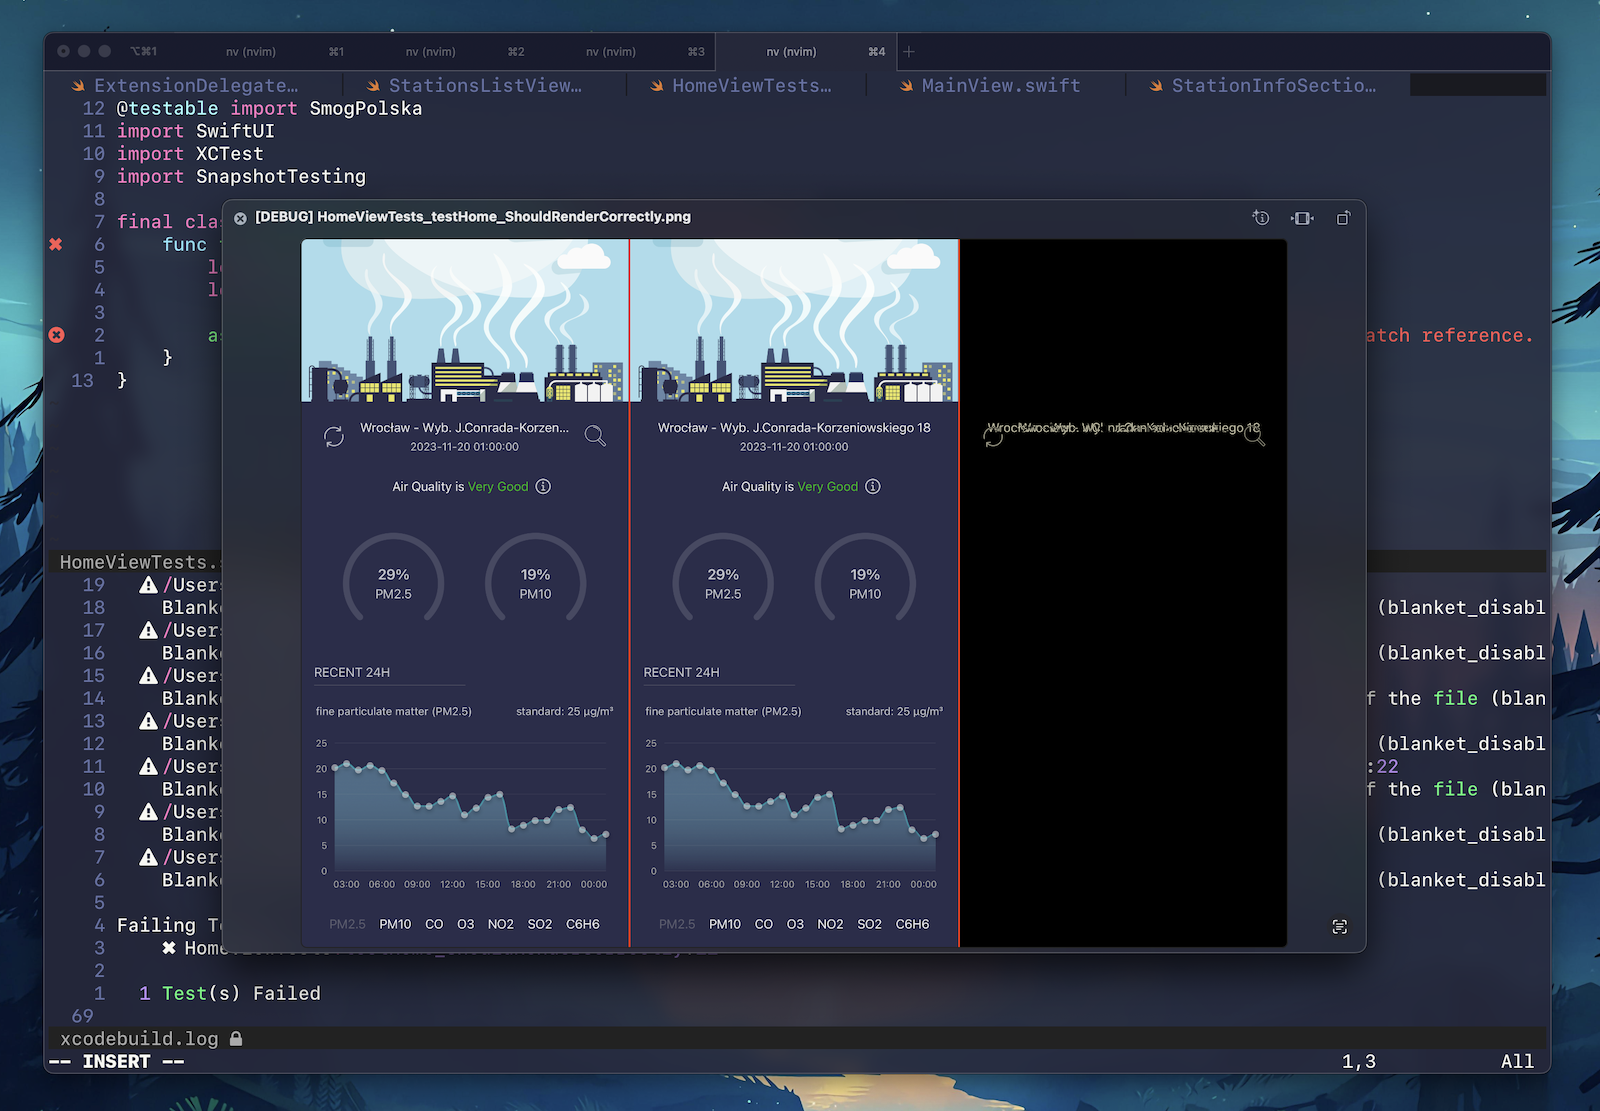 ⌥⌘1 nv (nvim) ⌘1 nv (nvim) ⌘2 nv (nvim) ⌘3 nv (nvim) ⌘4 +
ExtensionDelegate… StationsListView… HomeViewTests… MainView.swift StationInfoSectio…
12 @testable import SmogPolska
11 import SwiftUI
10 import XCTest
9 import SnapshotTesting
8
7 final cla
6 func
5 l
4 l
3
2 a atch reference.
1 }
13 }
[DEBUG] HomeViewTests_testHome_ShouldRenderCorrectly.png
Wrocław - Wyb. J.Conrada-Korzen...
2023-11-20 01:00:00
Air Quality is Very Good
29%
PM2.5
19%
PM10
RECENT 24H
fine particulate matter (PM2.5) standard: 25 µg/m³
25
20
15
10
5
0
03:00 06:00 09:00 12:00 15:00 18:00 21:00 00:00
PM2.5 PM10 CO O3 NO2 SO2 C6H6
Wrocław - Wyb. J.Conrada-Korzeniowskiego 18
2023-11-20 01:00:00
Air Quality is Very Good
29%
PM2.5
19%
PM10
RECENT 24H
fine particulate matter (PM2.5) standard: 25 µg/m³
25
20
15
10
5
0
03:00 06:00 09:00 12:00 15:00 18:00 21:00 00:00
PM2.5 PM10 CO O3 NO2 SO2 C6H6
HomeViewTests.
19 /User
18 Blank (blanket_disabl
17 /User
16 Blank (blanket_disabl
15 /User
14 Blank f the file (blan
13 /User
12 Blank (blanket_disabl
11 /User :22
10 Blank f the file (blan
9 /User
8 Blank (blanket_disabl
7 /User
6 Blank (blanket_disabl
5
4 Failing T
3 ✖ Home
2
1 1 Test(s) Failed
69
xcodebuild.log
-- INSERT -- 1,3 All